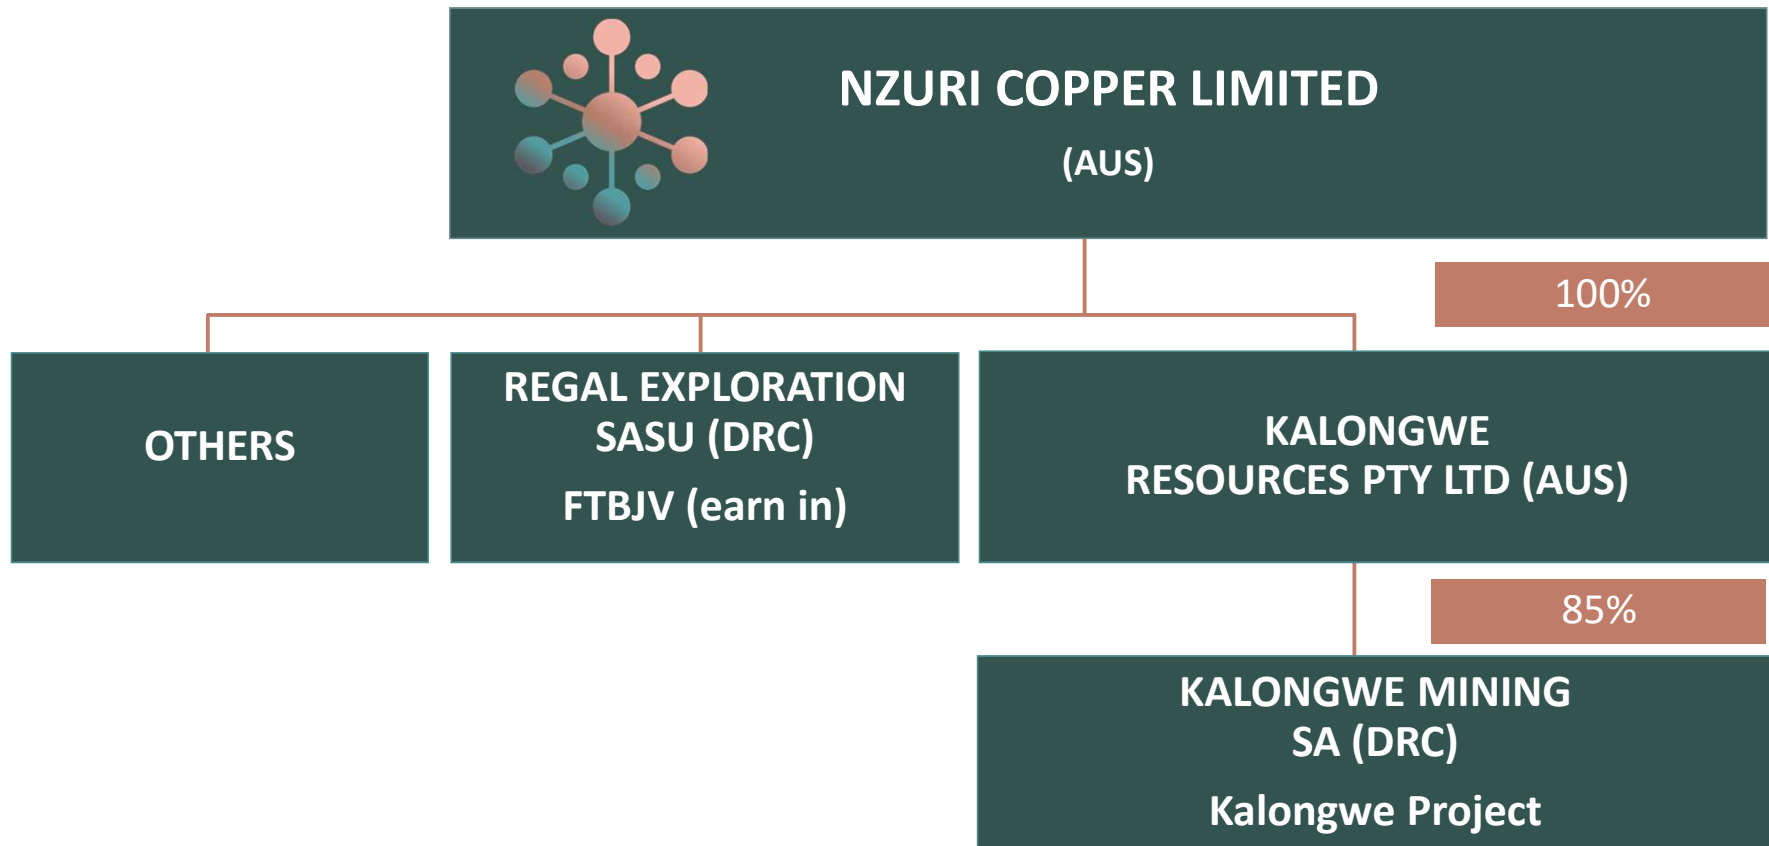 NZURI COPPER LIMITED
(AUS)
100%
OTHERS
REGAL EXPLORATION
SASU (DRC)
FTBJV (earn in)
KALONGWE
RESOURCES PTY LTD (AUS)
85%
KALONGWE MINING
SA (DRC)
Kalongwe Project